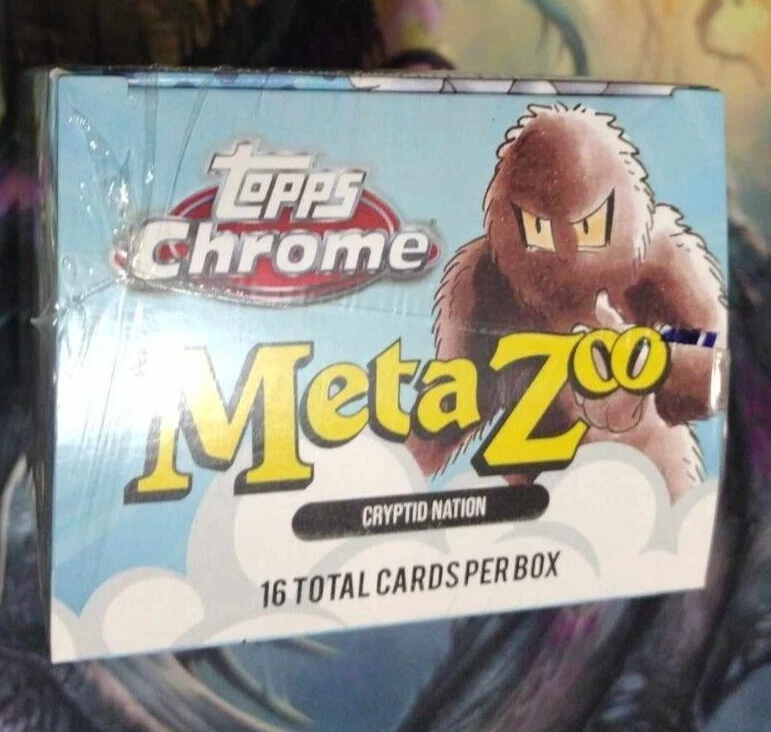 Topps
Chrome
MetaZoo
CRYPTID NATION
16 TOTAL CARDS PER BOX